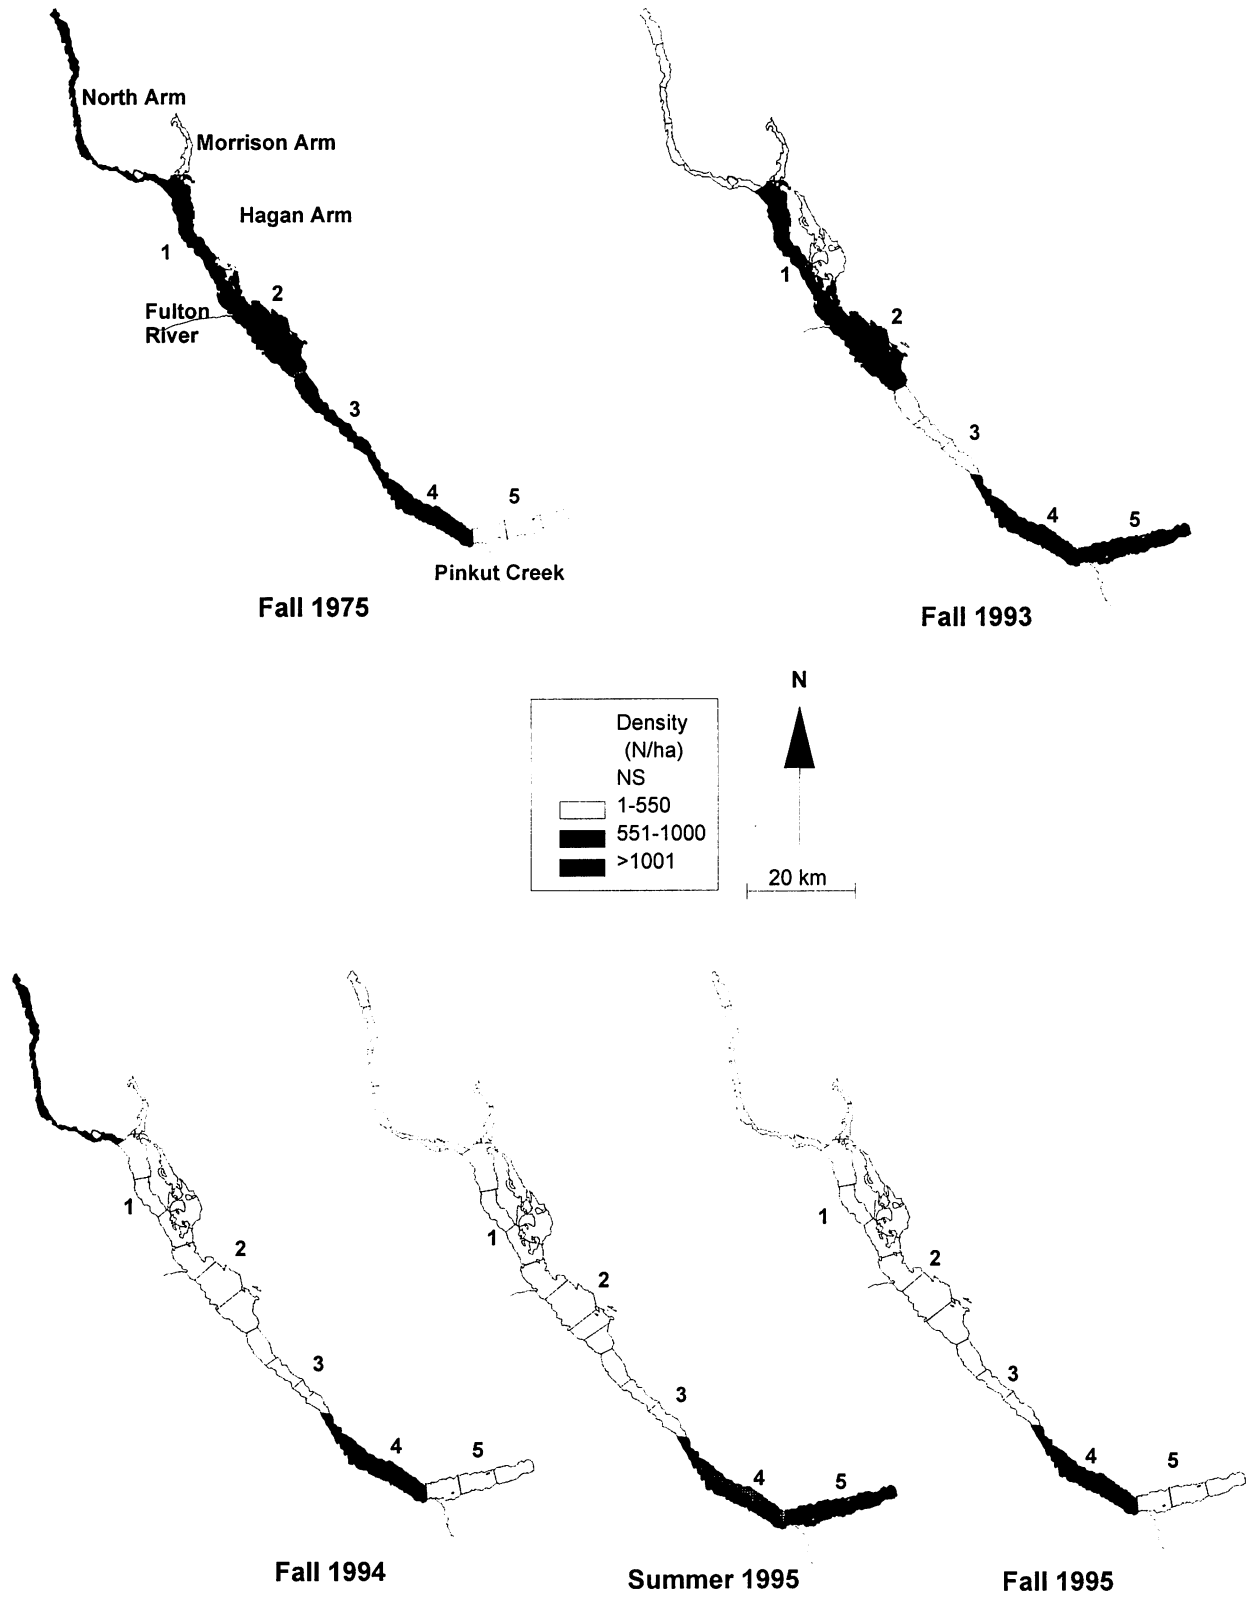 North Arm
Morrison Arm
Hagan Arm
1
2
Fulton
River
3
4
5
Pinkut Creek
Fall 1975
1
2
3
4
5
Fall 1993
Density
(N/ha)
NS
1-550
551-1000
>1001
N
20 km
1
2
3
4
5
Fall 1994
1
2
3
4
5
Summer 1995
1
2
3
4
5
Fall 1995